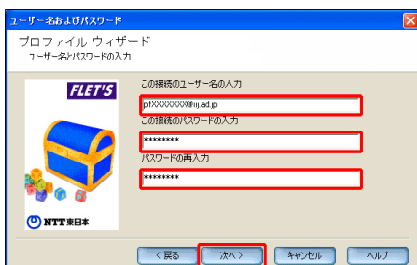 ユーザー名およびパスワード
プロファイル ウィザード
ユーザー名とパスワードの入力
FLET'S
この接続のユーザー名の入力
pfXXXXXXX@iij.ad.jp
この接続のパスワードの入力
********
パスワードの再入力
********
NTT東日本
< 戻る
次へ >
キャンセル
ヘルプ